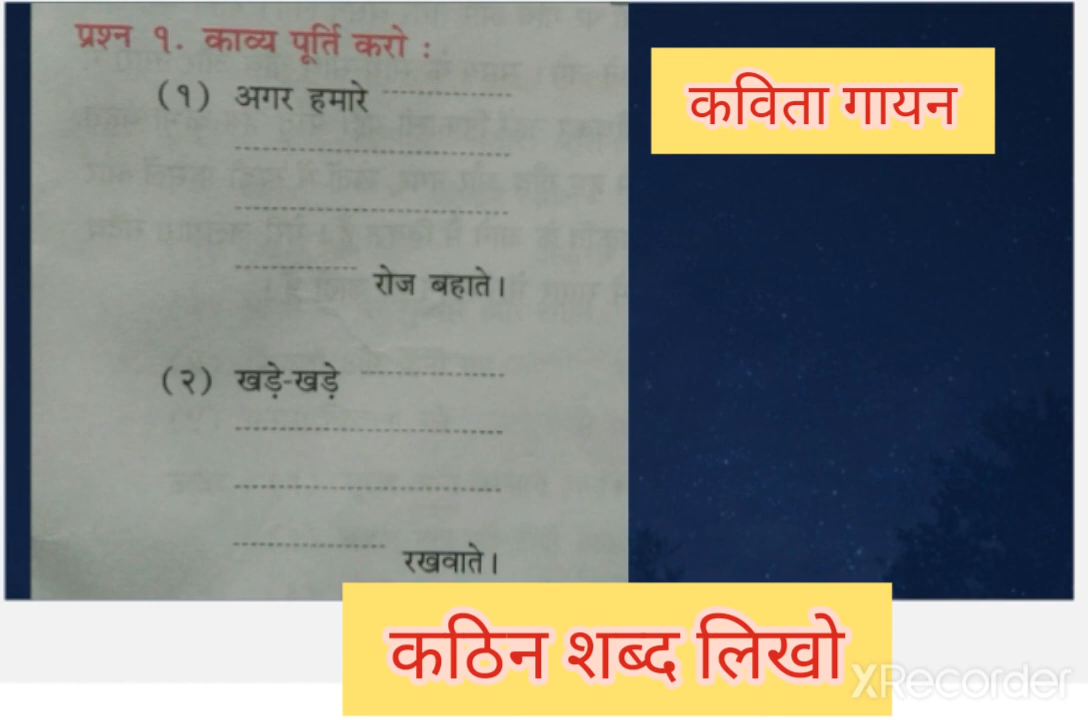 प्रश्न १. काव्य पूर्ति करो :
(१) अगर हमारे ..............
..............................
..............................
.............. रोज बहाते।
(२) खड़े-खड़े ..............
..............................
..............................
.............. रखवाते।
कविता गायन
कठिन शब्द लिखो
XRecorder